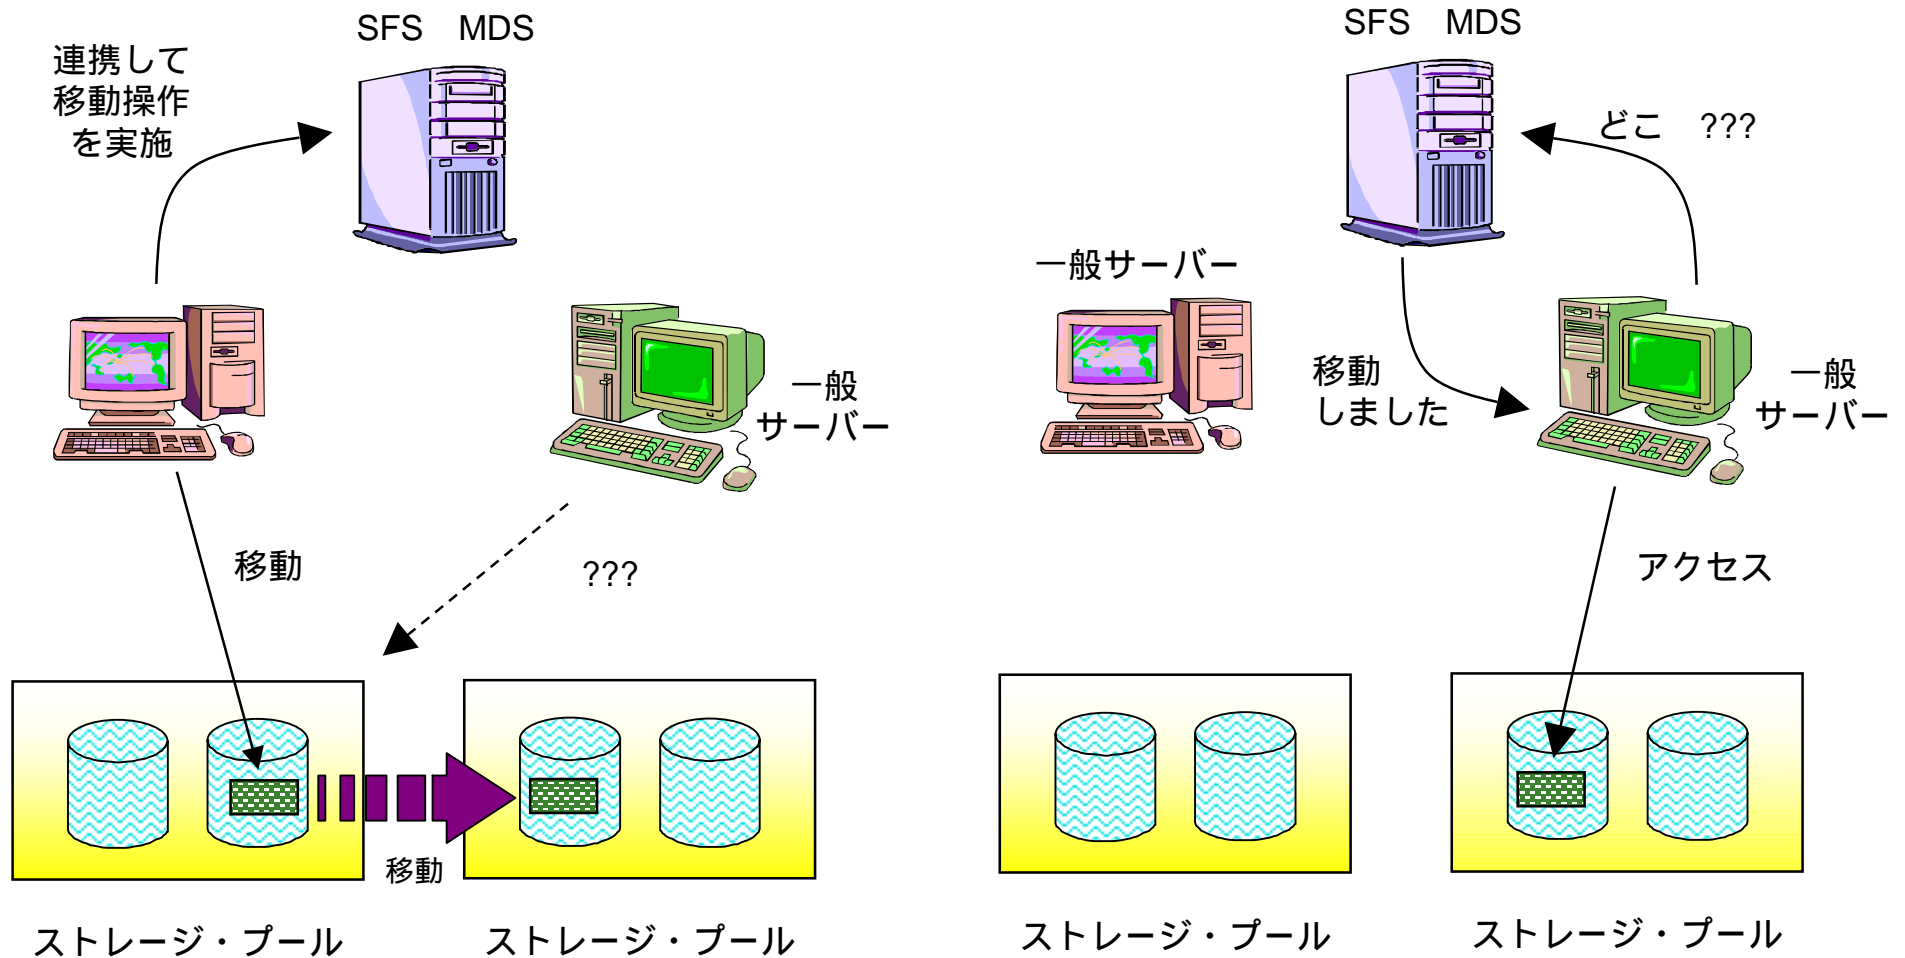 SFS MDS
連携して
移動操作
を実施
一般
サーバー
移動
???
移動
ストレージ・プール
ストレージ・プール
SFS MDS
どこ ???
一般サーバー
移動
しました
一般
サーバー
アクセス
ストレージ・プール
ストレージ・プール